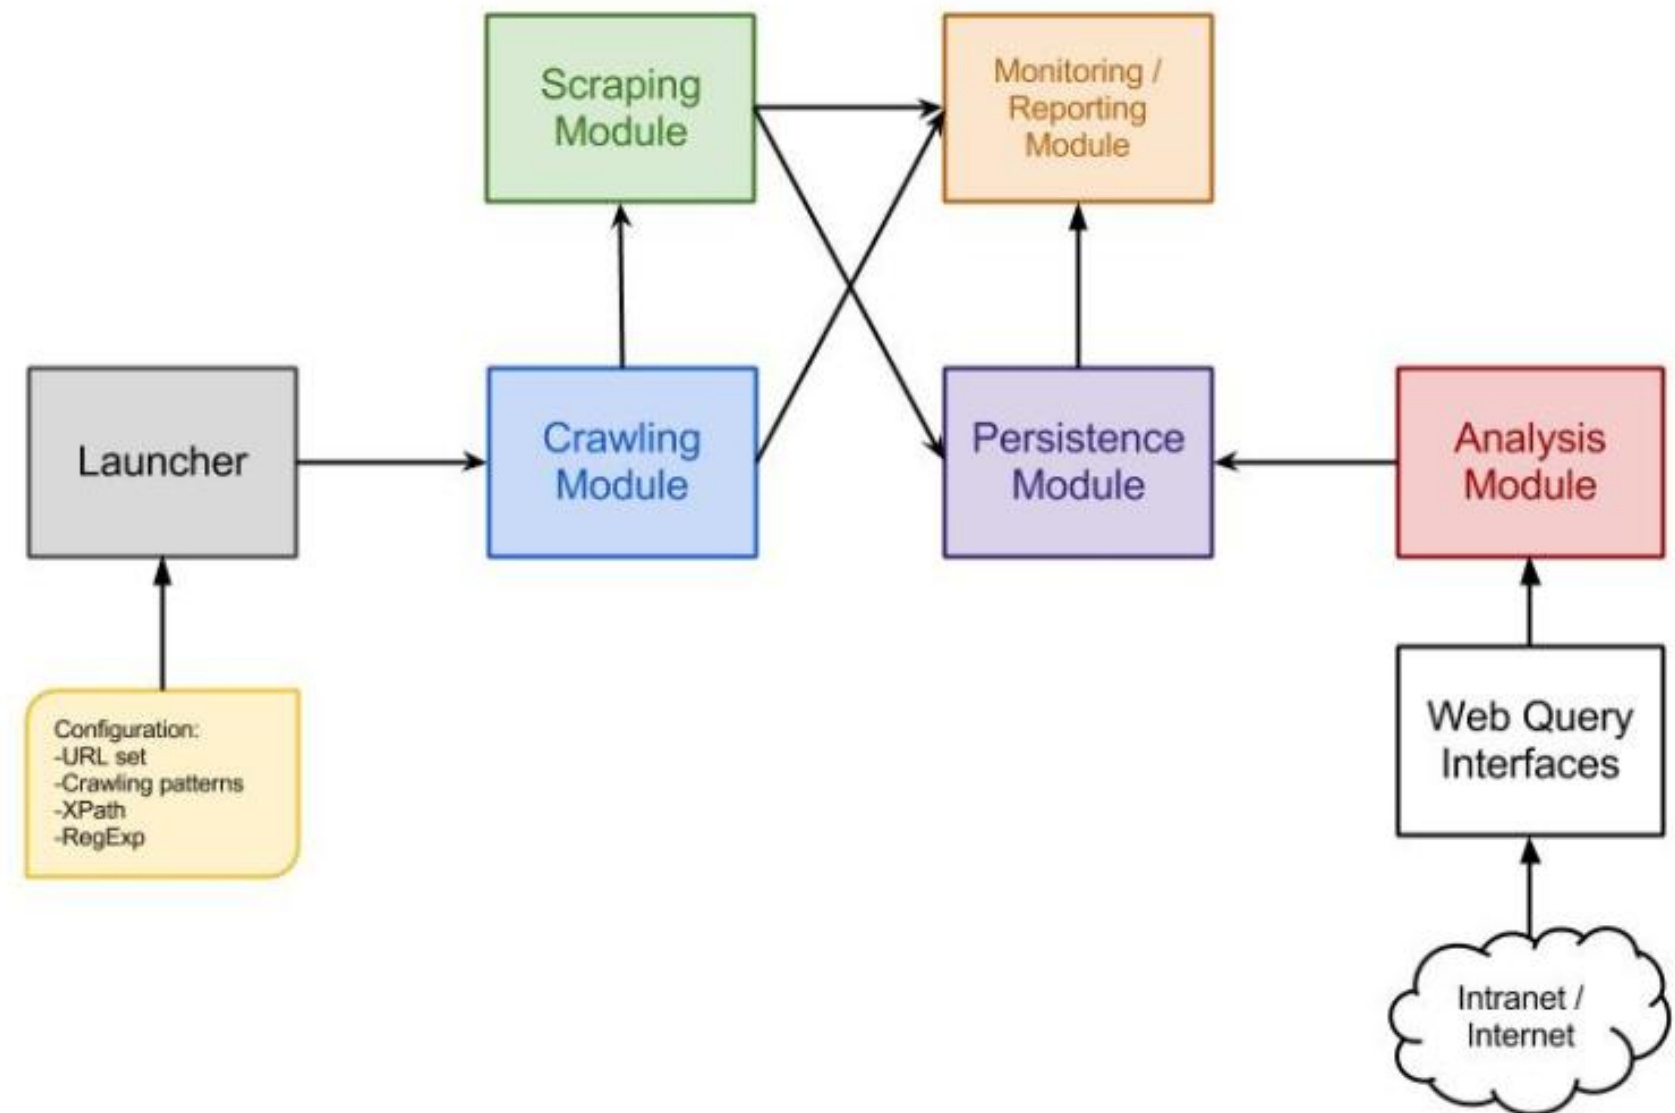 Scraping
Module
Monitoring /
Reporting
Module
Launcher
Crawling
Module
Persistence
Module
Analysis
Module
Configuration:
-URL set
-Crawling patterns
-XPath
-RegExp
Web Query
Interfaces
Intranet /
Internet